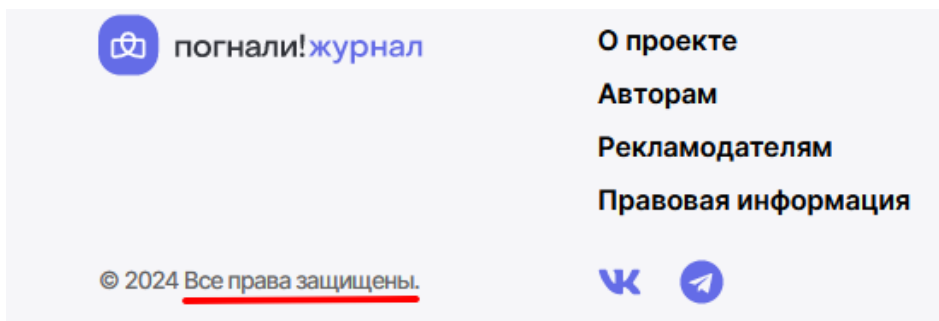 погнали!журнал
О проекте
Авторам
Рекламодателям
Правовая информация
© 2024 Все права защищены.